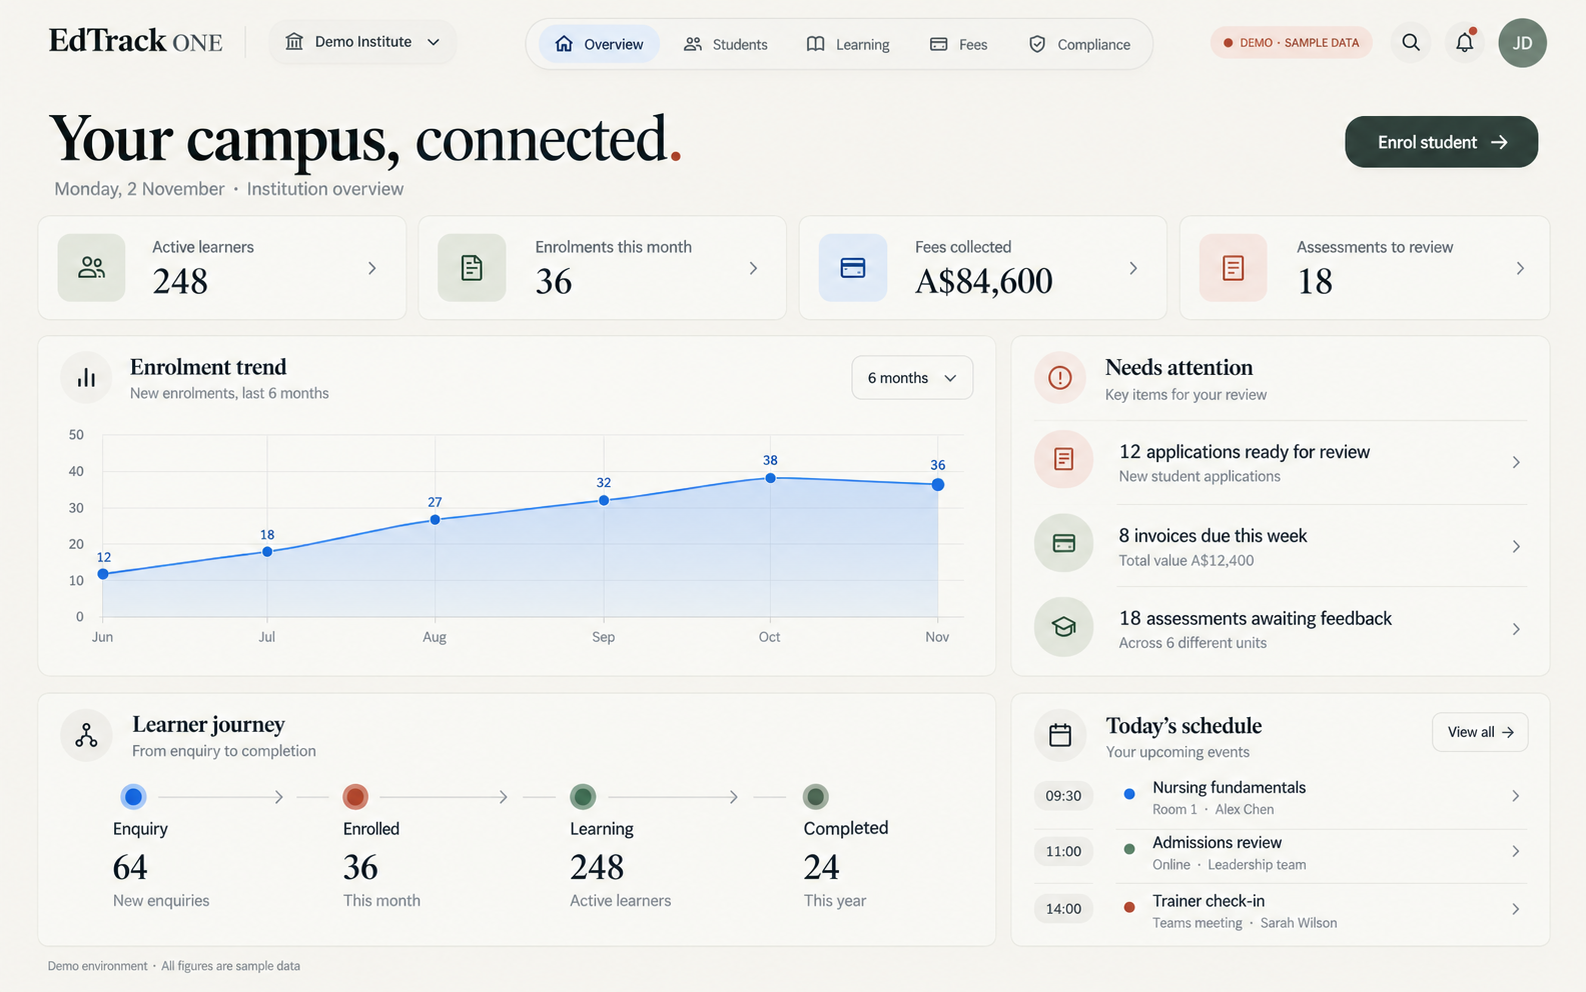 EdTrack ONE
Demo Institute
Overview
Students
Learning
Fees
Compliance
DEMO · SAMPLE DATA
JD
Your campus, connected.
Monday, 2 November · Institution overview
Enrol student
Active learners
248
Enrolments this month
36
Fees collected
A$84,600
Assessments to review
18
Enrolment trend
New enrolments, last 6 months
6 months
50
40
30
20
10
0
12
18
27
32
38
36
Jun
Jul
Aug
Sep
Oct
Nov
Needs attention
Key items for your review
12 applications ready for review
New student applications
8 invoices due this week
Total value A$12,400
18 assessments awaiting feedback
Across 6 different units
Learner journey
From enquiry to completion
Enquiry
64
New enquiries
Enrolled
36
This month
Learning
248
Active learners
Completed
24
This year
Today’s schedule
Your upcoming events
View all
09:30
Nursing fundamentals
Room 1 · Alex Chen
11:00
Admissions review
Online · Leadership team
14:00
Trainer check-in
Teams meeting · Sarah Wilson
Demo environment · All figures are sample data